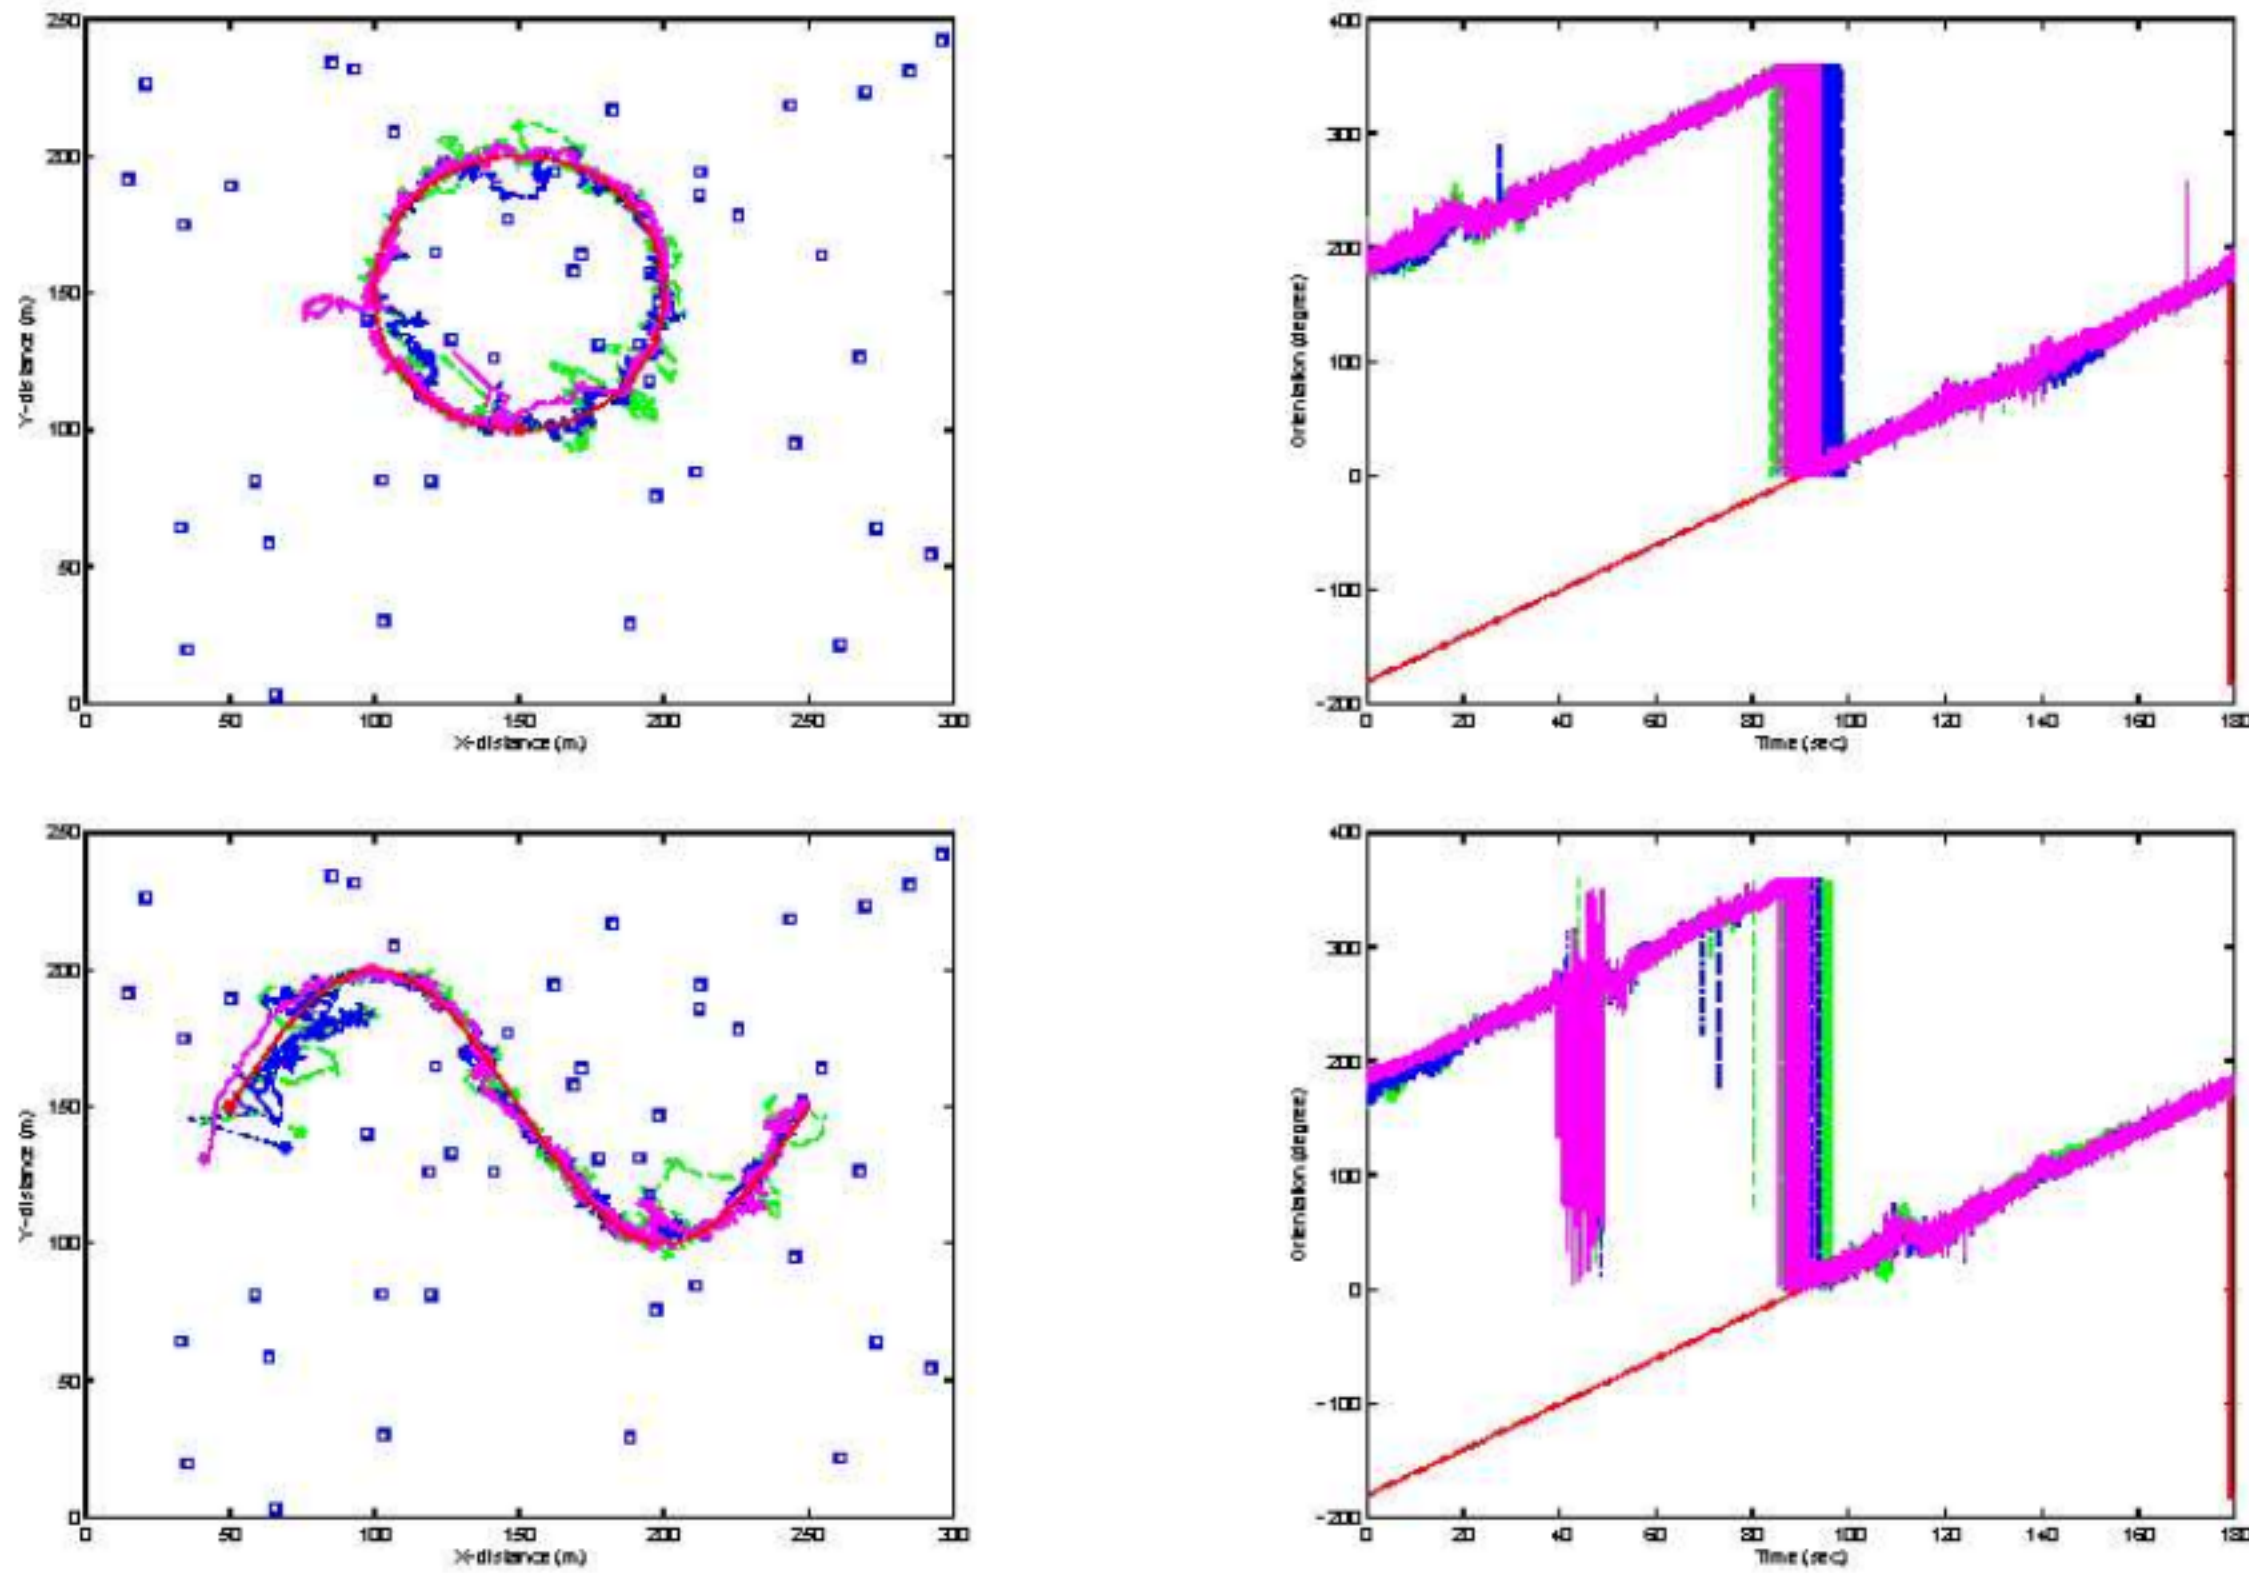 250
200
150
100
50
0
0 50 100 150 200 250 300
X-distance (m)
Y-distance (m)
400
300
200
100
0
-100
-200
0 20 40 60 80 100 120 140 160 180
Time (sec)
Orientation (degree)
250
200
150
100
50
0
0 50 100 150 200 250 300
X-distance (m)
Y-distance (m)
400
300
200
100
0
-100
-200
0 20 40 60 80 100 120 140 160 180
Time (sec)
Orientation (degree)